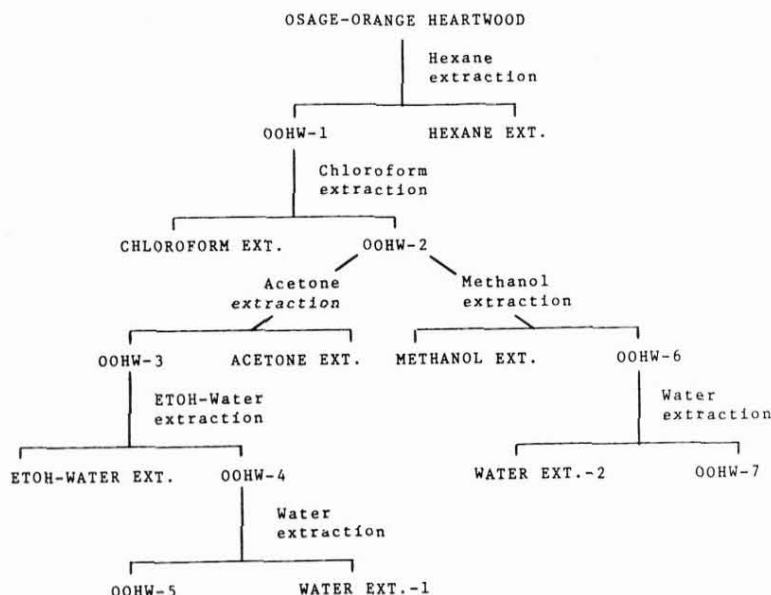 OSAGE-ORANGE HEARTWOOD
Hexane
extraction
OOHW-1
HEXANE EXT.
Chloroform
extraction
CHLOROFORM EXT.
OOHW-2
Acetone
extraction
Methanol
extraction
OOHW-3
ACETONE EXT.
METHANOL EXT.
OOHW-6
ETOH-Water
extraction
Water
extraction
ETOH-WATER EXT.
OOHW-4
WATER EXT.-2
OOHW-7
Water
extraction
OOHW-5
WATER EXT.-1